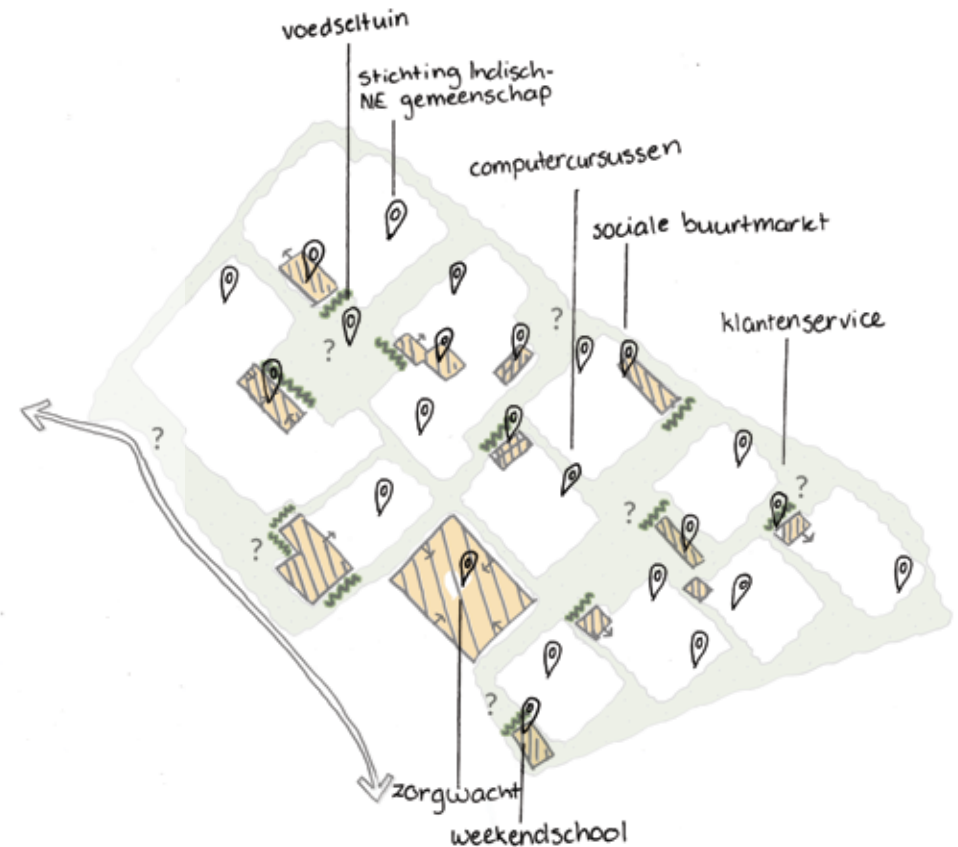 voedseltuin
stichting Indisch-
NE gemeenschap
computercursussen
sociale buurtmarkt
klantenservice
?
?
?
?
?
?
?
zorgwacht
weekendschool